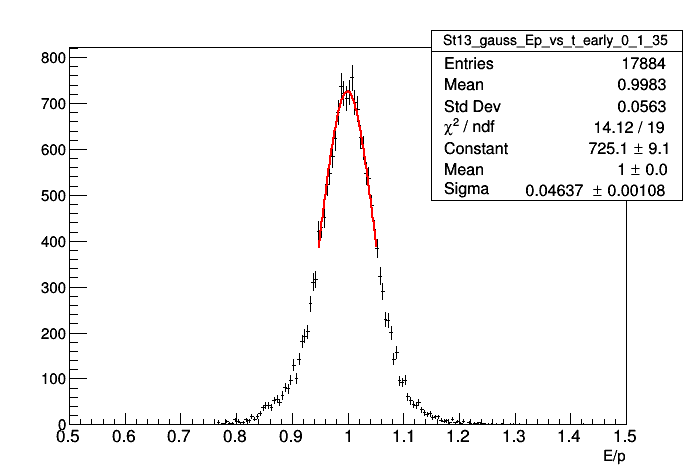 St13_gauss_Ep_vs_t_early_0_1_35
Entries 17884
Mean 0.9983
Std Dev 0.0563
χ² / ndf 14.12 / 19
Constant 725.1 ± 9.1
Mean 1 ± 0.0
Sigma 0.04637 ± 0.00108
800
700
600
500
400
300
200
100
0
0.5 0.6 0.7 0.8 0.9 1 1.1 1.2 1.3 1.4 1.5
E/p